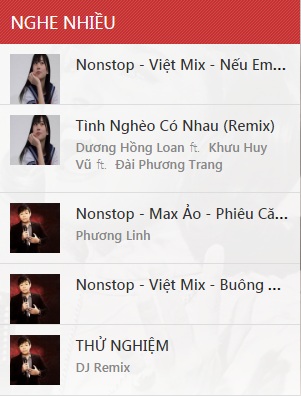 NGHE NHIỀU
Nonstop - Việt Mix - Nếu Em...
Tình Nghèo Có Nhau (Remix)
Dương Hồng Loan ft. Khưu Huy
Vũ ft. Đài Phương Trang
Nonstop - Max Ảo - Phiêu Că...
Phương Linh
Nonstop - Việt Mix - Buông ...
THỬ NGHIỆM
DJ Remix